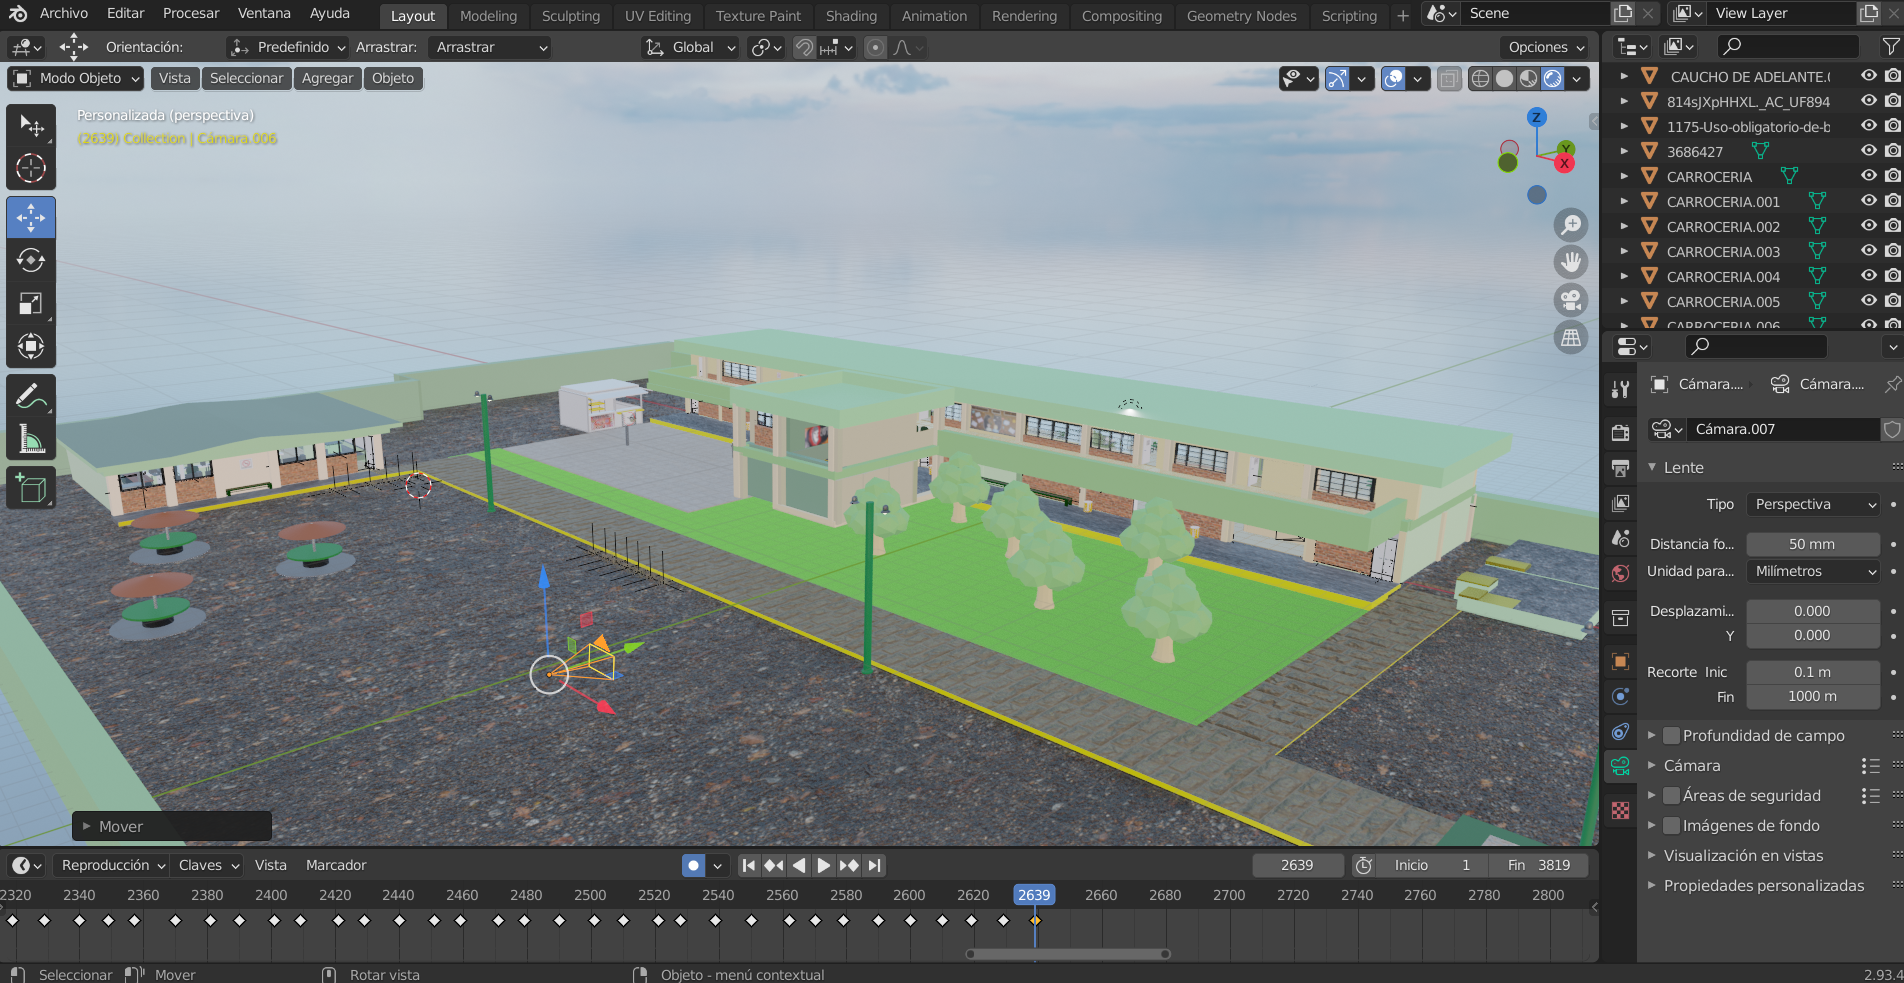 Archivo Editar Procesar Ventana Ayuda Layout Modeling Sculpting UV Editing Texture Paint Shading Animation Rendering Compositing Geometry Nodes Scripting + Scene View Layer
Orientación: Predefinido Arrastrar: Arrastrar Global Opciones
Modo Objeto Vista Seleccionar Agregar Objeto
Personalizada (perspectiva)
(2639) Collection | Cámara.006
Z
Y
X
CAUCHO DE ADELANTE.(
814sJXpHHXL._AC_UF894
1175-Uso-obligatorio-de-b
3686427
CARROCERIA
CARROCERIA.001
CARROCERIA.002
CARROCERIA.003
CARROCERIA.004
CARROCERIA.005
CARROCERIA.006
Cámara.... Cámara....
Cámara.007
Lente
Tipo Perspectiva
Distancia fo... 50 mm
Unidad para... Milímetros
Desplazami... 0.000
Y 0.000
Recorte Inic 0.1 m
Fin 1000 m
Profundidad de campo
Cámara
Áreas de seguridad
Imágenes de fondo
Visualización en vistas
Propiedades personalizadas
Mover
Reproducción Claves Vista Marcador 2639 Inicio 1 Fin 3819
2320 2340 2360 2380 2400 2420 2440 2460 2480 2500 2520 2540 2560 2580 2600 2620 2639 2660 2680 2700 2720 2740 2760 2780 2800
Seleccionar Mover Rotar vista Objeto - menú contextual 2.93.4